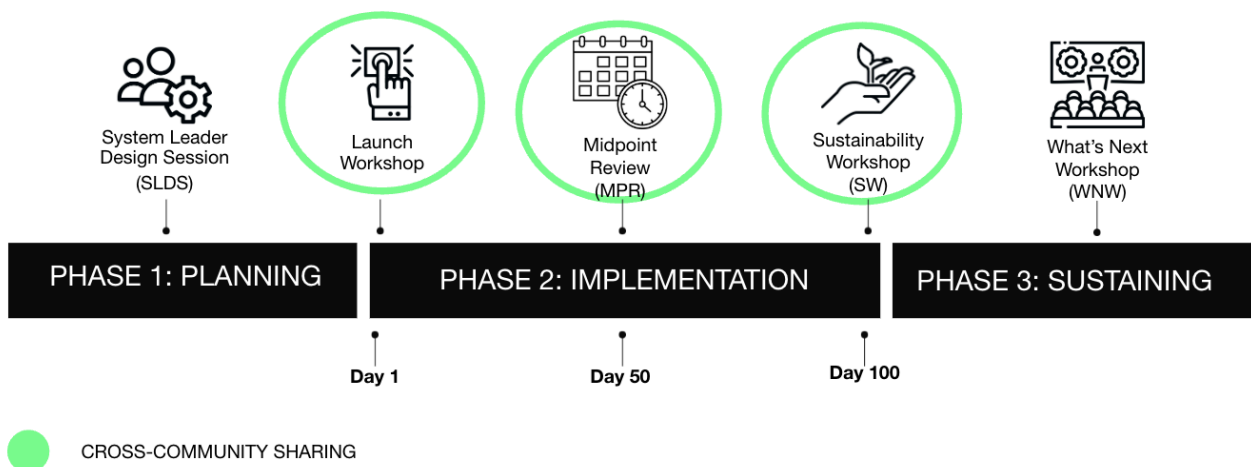 System Leader
Design Session
(SLDS)
Launch
Workshop
Midpoint
Review
(MPR)
Sustainability
Workshop
(SW)
What's Next
Workshop
(WNW)
PHASE 1: PLANNING
PHASE 2: IMPLEMENTATION
PHASE 3: SUSTAINING
Day 1
Day 50
Day 100
CROSS-COMMUNITY SHARING